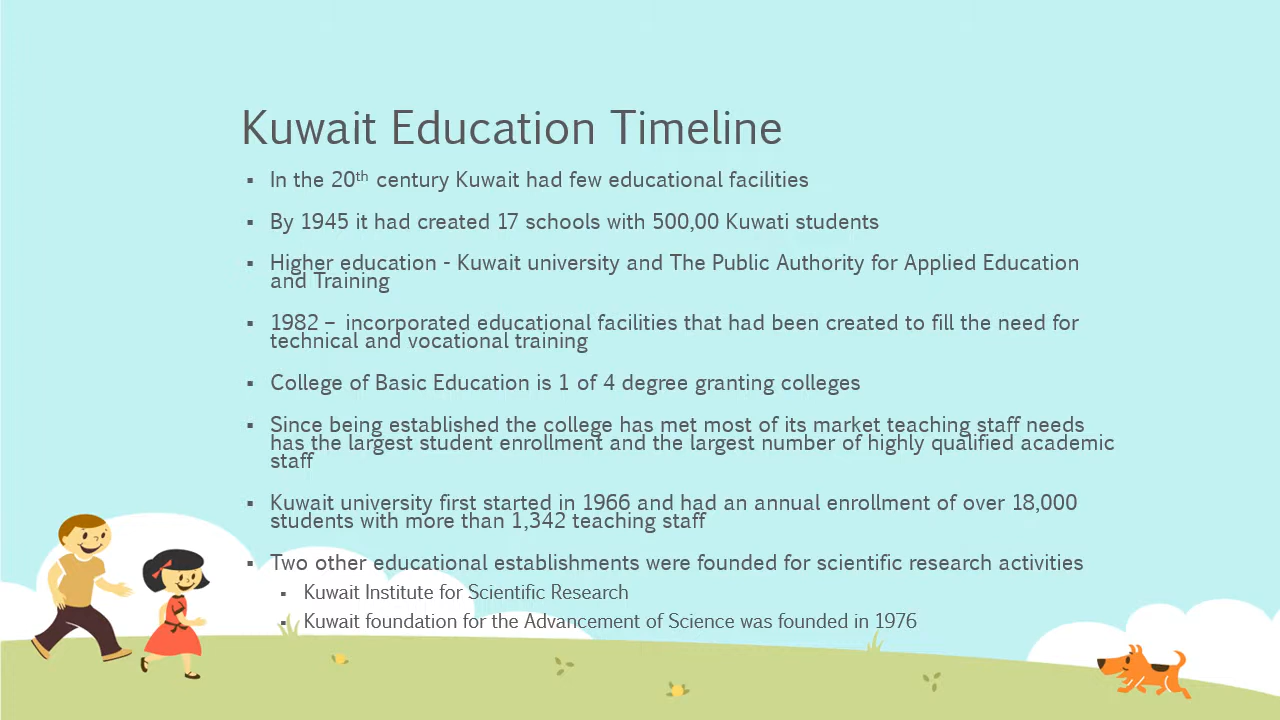 Kuwait Education Timeline
▪ In the 20th century Kuwait had few educational facilities
▪ By 1945 it had created 17 schools with 500,00 Kuwati students
▪ Higher education - Kuwait university and The Public Authority for Applied Education
and Training
▪ 1982 – incorporated educational facilities that had been created to fill the need for
technical and vocational training
▪ College of Basic Education is 1 of 4 degree granting colleges
▪ Since being established the college has met most of its market teaching staff needs
has the largest student enrollment and the largest number of highly qualified academic
staff
▪ Kuwait university first started in 1966 and had an annual enrollment of over 18,000
students with more than 1,342 teaching staff
▪ Two other educational establishments were founded for scientific research activities
▪ Kuwait Institute for Scientific Research
▪ Kuwait foundation for the Advancement of Science was founded in 1976